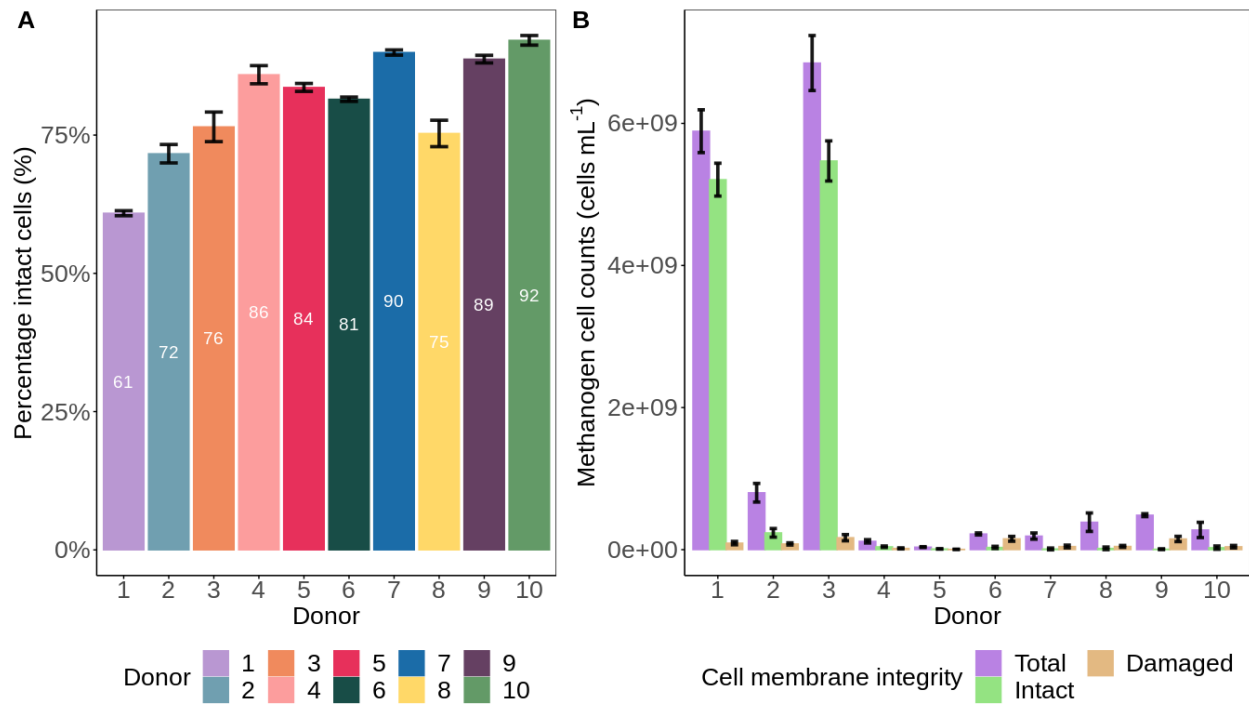 A
Percentage intact cells (%)
75%
50%
25%
0%
61
72
76
86
84
81
90
75
89
92
1 2 3 4 5 6 7 8 9 10
Donor
Donor
1 3 5 7 9
2 4 6 8 10
B
Methanogen cell counts (cells mL⁻¹)
6e+09
4e+09
2e+09
0e+00
1 2 3 4 5 6 7 8 9 10
Donor
Cell membrane integrity
Total Damaged
Intact